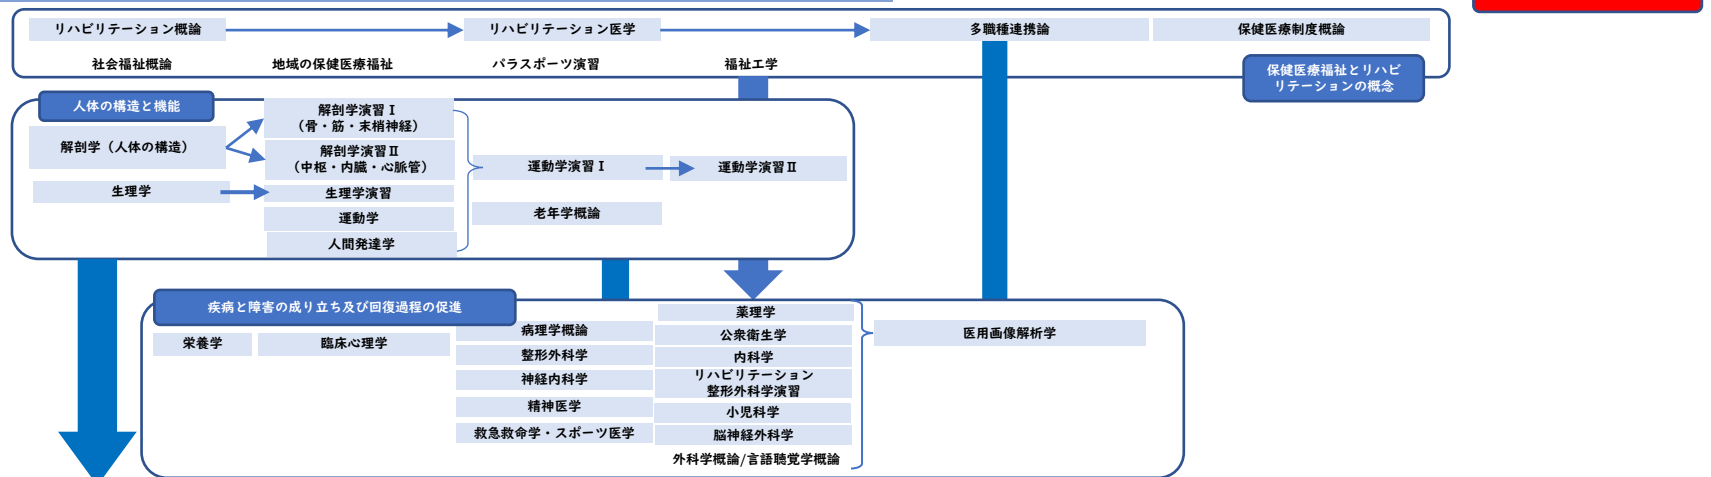 リハビリテーション概論
リハビリテーション医学
多職種連携論
保健医療制度概論
社会福祉概論
地域の保健医療福祉
パラスポーツ演習
福祉工学
保健医療福祉とリハビ
リテーションの概念
人体の構造と機能
解剖学（人体の構造）
生理学
解剖学演習Ⅰ
（骨・筋・末梢神経）
解剖学演習Ⅱ
（中枢・内臓・心脈管）
生理学演習
運動学
人間発達学
運動学演習Ⅰ
運動学演習Ⅱ
老年学概論
疾病と障害の成り立ち及び回復過程の促進
栄養学
臨床心理学
病理学概論
整形外科学
神経内科学
精神医学
救急救命学・スポーツ医学
薬理学
公衆衛生学
内科学
リハビリテーション
整形外科学演習
小児科学
脳神経外科学
外科学概論/言語聴覚学概論
医用画像解析学